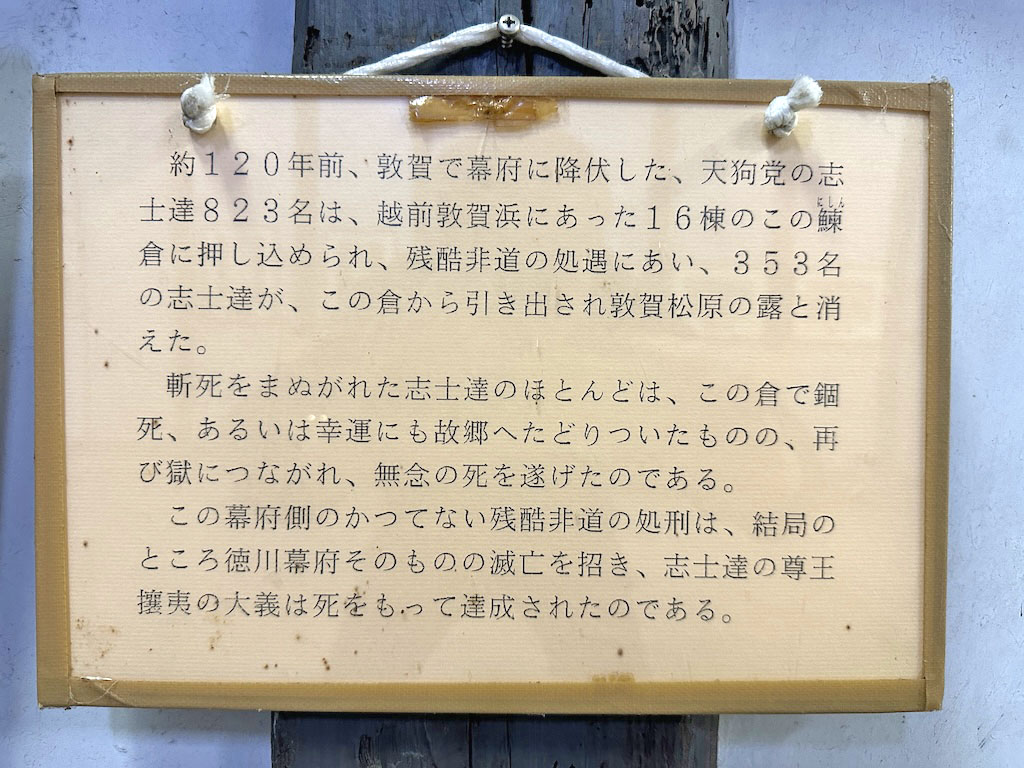 約１２０年前、敦賀で幕府に降伏した、天狗党の志
士達８２３名は、越前敦賀浜にあった１６棟のこの鰊
にしん
倉に押し込められ、残酷非道の処遇にあい、３５３名
の志士達が、この倉から引き出され敦賀松原の露と消
えた。
斬死をまぬがれた志士達のほとんどは、この倉で錮
死、あるいは幸運にも故郷へたどりついたものの、再
び獄につながれ、無念の死を遂げたのである。
この幕府側のかつてない残酷非道の処刑は、結局の
ところ徳川幕府そのものの滅亡を招き、志士達の尊王
攘夷の大義は死をもって達成されたのである。